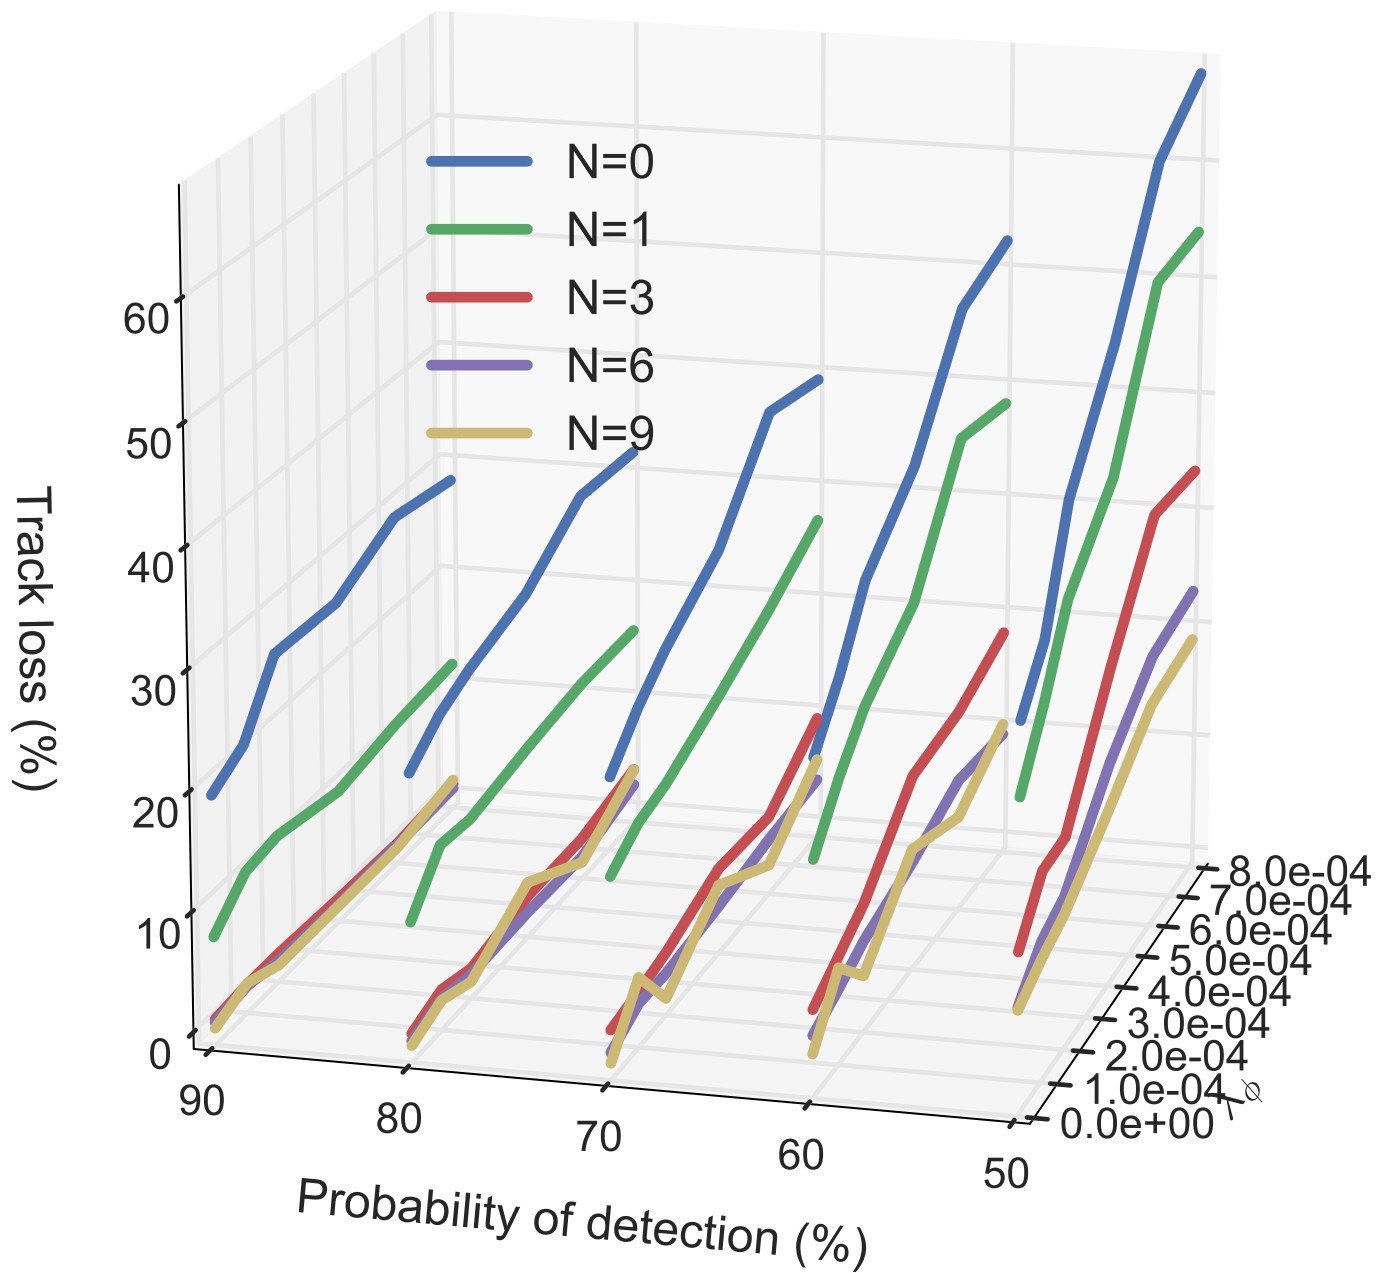 N=0
N=1
N=3
N=6
N=9
Track loss (%)
60
50
40
30
20
10
0
90
80
70
60
50
Probability of detection (%)
8.0e-04
7.0e-04
6.0e-04
5.0e-04
4.0e-04
3.0e-04
2.0e-04
1.0e-04
0.0e+00
λϕ